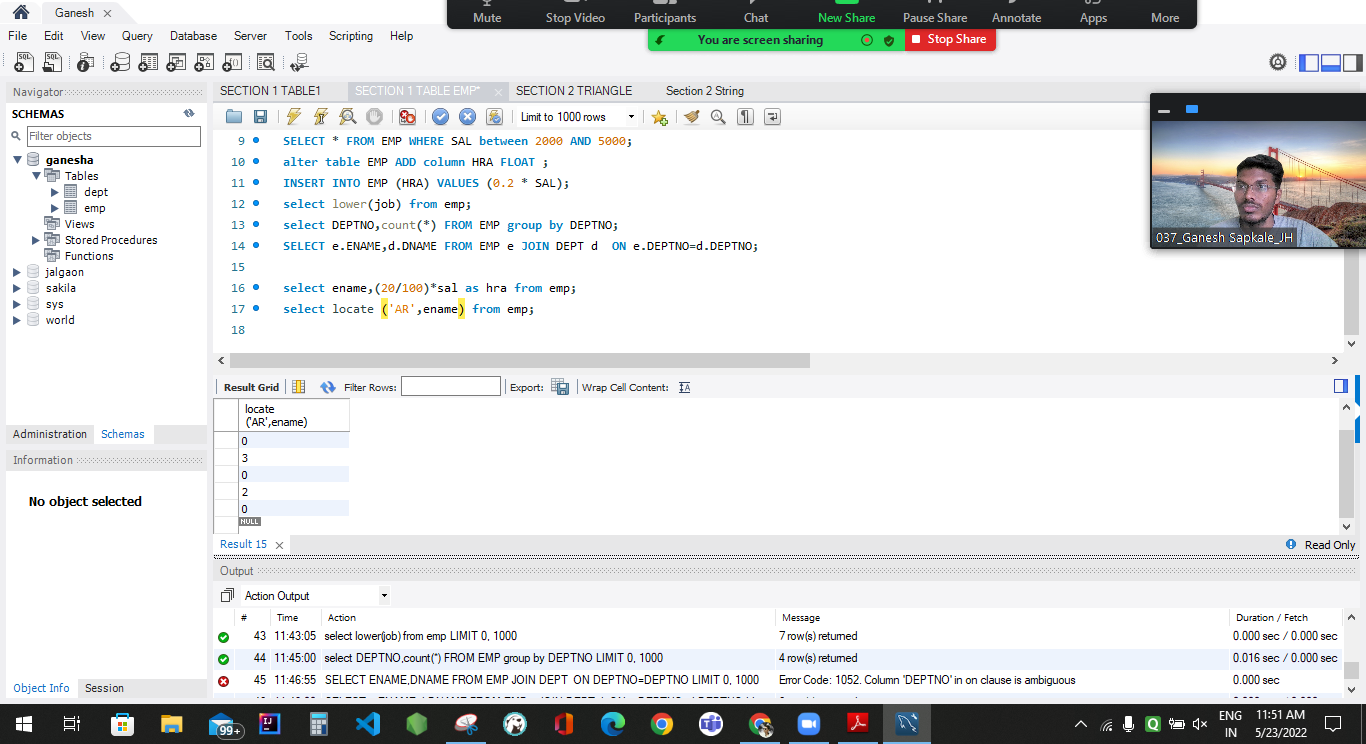 Ganesh
Mute
Stop Video
Participants
Chat
New Share
Pause Share
Annotate
Apps
More
You are screen sharing
Stop Share
File Edit View Query Database Server Tools Scripting Help
Navigator
SCHEMAS
Filter objects
ganesha
Tables
dept
emp
Views
Stored Procedures
Functions
jalgaon
sakila
sys
world
Administration Schemas
Information
No object selected
Object Info Session
SECTION 1 TABLE1 SECTION 1 TABLE EMP* SECTION 2 TRIANGLE Section 2 String
Limit to 1000 rows
9 SELECT * FROM EMP WHERE SAL between 2000 AND 5000;
10 alter table EMP ADD column HRA FLOAT ;
11 INSERT INTO EMP (HRA) VALUES (0.2 * SAL);
12 select lower(job) from emp;
13 select DEPTNO,count(*) FROM EMP group by DEPTNO;
14 SELECT e.ENAME,d.DNAME FROM EMP e JOIN DEPT d  ON e.DEPTNO=d.DEPTNO;
15
16 select ename,(20/100)*sal as hra from emp;
17 select locate ('AR',ename) from emp;
18
037_Ganesh Sapkale_JH
Result Grid Filter Rows: Export: Wrap Cell Content:
locate
('AR',ename)
0
3
0
2
0
NULL
Result 15
Read Only
Output
Action Output
# Time Action Message Duration / Fetch
43 11:43:05 select lower(job) from emp LIMIT 0, 1000 7 row(s) returned 0.000 sec / 0.000 sec
44 11:45:00 select DEPTNO,count(*) FROM EMP group by DEPTNO LIMIT 0, 1000 4 row(s) returned 0.016 sec / 0.000 sec
45 11:46:55 SELECT ENAME,DNAME FROM EMP JOIN DEPT  ON DEPTNO=DEPTNO LIMIT 0, 1000 Error Code: 1052. Column 'DEPTNO' in on clause is ambiguous 0.000 sec
99+
ENG
IN
11:51 AM
5/23/2022